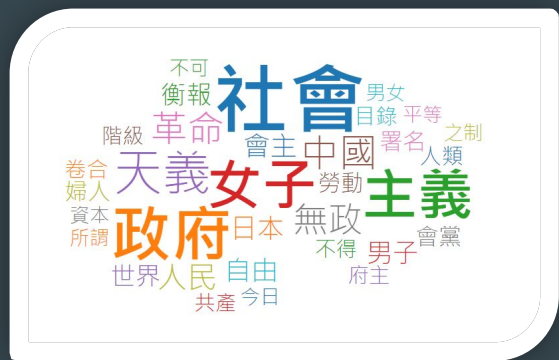 不可
社會
衡報
男女
目錄
平等
革命
階級
會主
中國
署名
之制
人類
卷合
天義
女子
勞動
主義
婦人
資本
政府
日本
無政
所謂
不得
男子
會黨
世界
人民
自由
府主
共產
今日